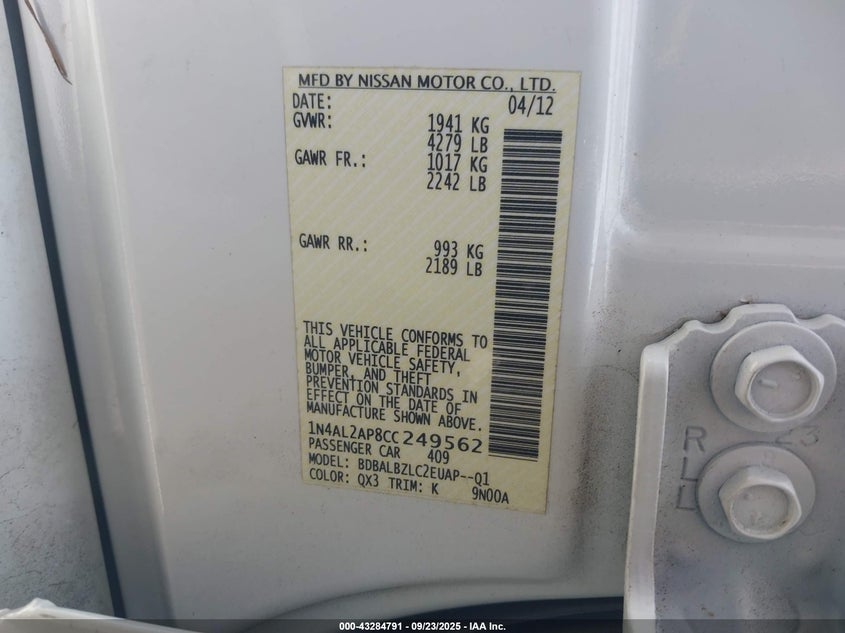 MFD BY NISSAN MOTOR CO., LTD.
DATE: 04/12
GVWR: 1941 KG
4279 LB
GAWR FR.: 1017 KG
2242 LB
GAWR RR.: 993 KG
2189 LB
THIS VEHICLE CONFORMS TO
ALL APPLICABLE FEDERAL
MOTOR VEHICLE SAFETY,
BUMPER, AND THEFT
PREVENTION STANDARDS IN
EFFECT ON THE DATE OF
MANUFACTURE SHOWN ABOVE.
1N4AL2AP8CC249562
PASSENGER CAR 409
MODEL: BDBALBZLC2EUAP--Q1
COLOR: QX3 TRIM: K 9N00A
R 23
L
L
000-43284791 - 09/23/2025 - IAA Inc.